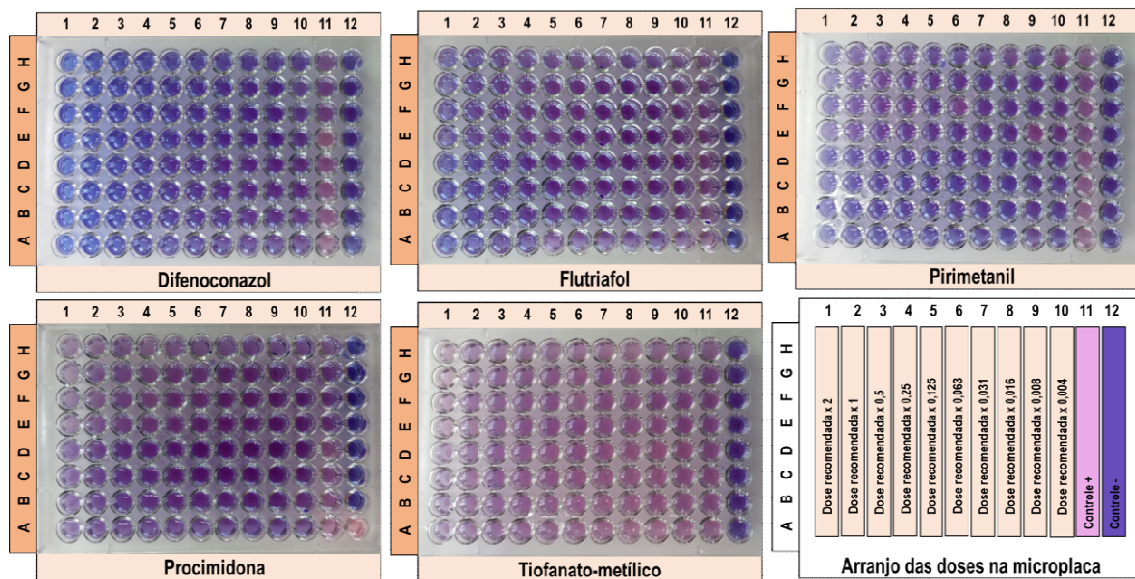 1 2 3 4 5 6 7 8 9 10 11 12
H
G
F
E
D
C
B
A
Difenoconazol
1 2 3 4 5 6 7 8 9 10 11 12
H
G
F
E
D
C
B
A
Flutriafol
1 2 3 4 5 6 7 8 9 10 11 12
H
G
F
E
D
C
B
A
Pirimetanil
1 2 3 4 5 6 7 8 9 10 11 12
H
G
F
E
D
C
B
A
Procimidona
1 2 3 4 5 6 7 8 9 10 11 12
H
G
F
E
D
C
B
A
Tiofanato-metílico
1 2 3 4 5 6 7 8 9 10 11 12
H
G
F
E
D
C
B
A
Dose recomendada x 2
Dose recomendada x 1
Dose recomendada x 0,5
Dose recomendada x 0,25
Dose recomendada x 0,125
Dose recomendada x 0,063
Dose recomendada x 0,031
Dose recomendada x 0,016
Dose recomendada x 0,008
Dose recomendada x 0,004
Controle +
Controle -
Arranjo das doses na microplaca